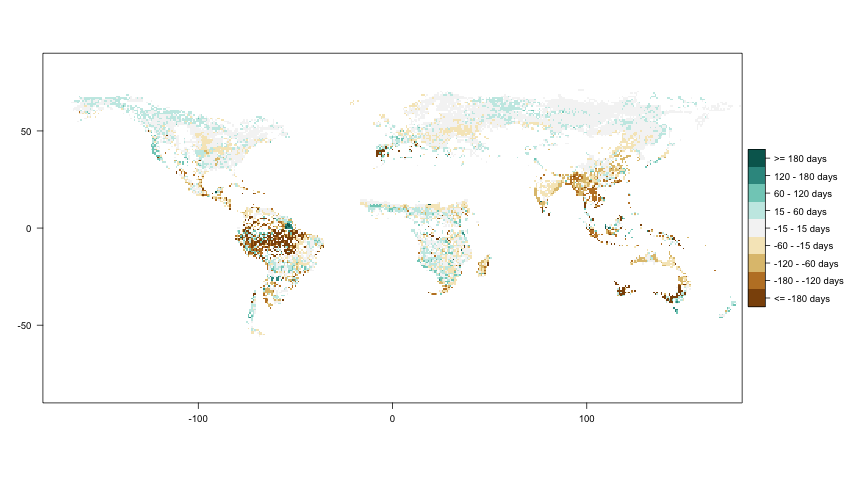 50
0
-50
-100
0
100
>= 180 days
120 - 180 days
60 - 120 days
15 - 60 days
-15 - 15 days
-60 - -15 days
-120 - -60 days
-180 - -120 days
<= -180 days